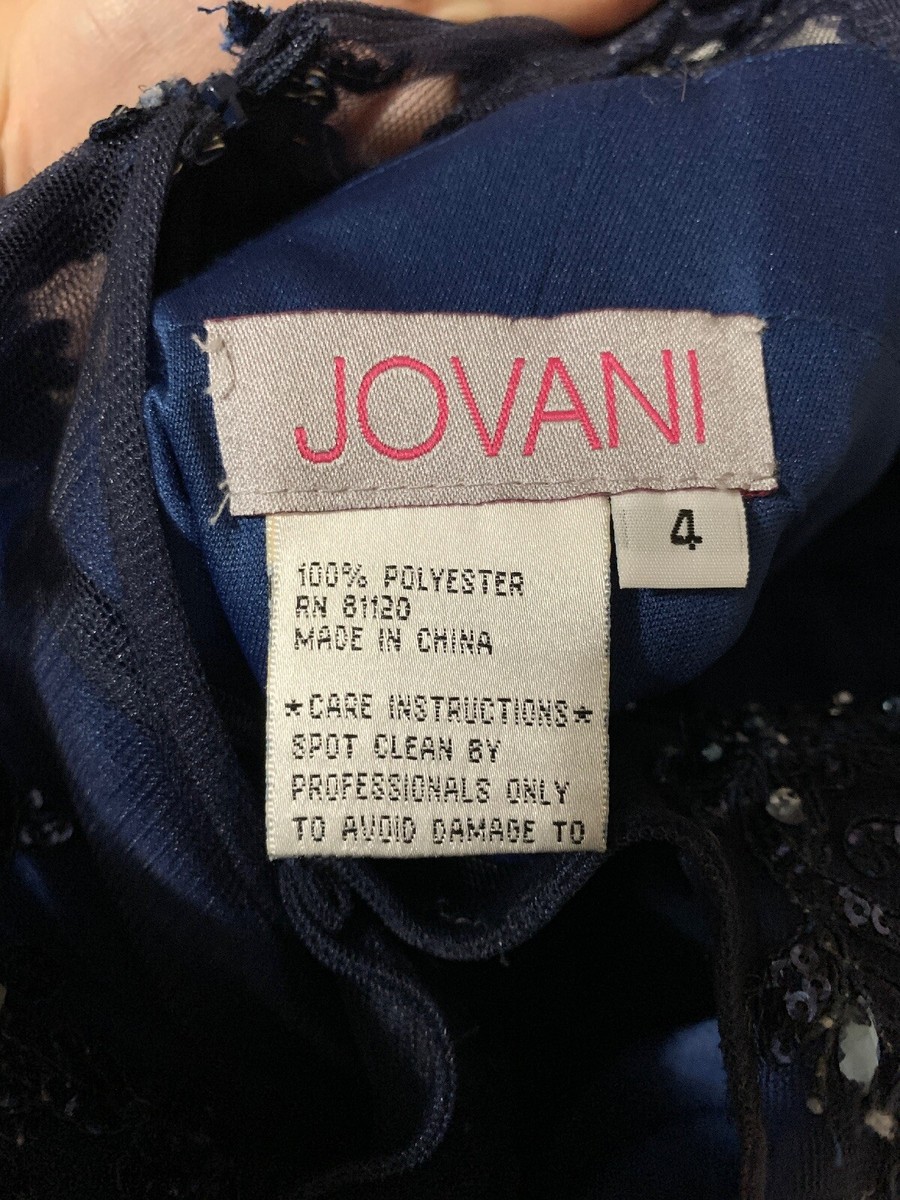 JOVANI
4
100% POLYESTER
RN 81120
MADE IN CHINA
*CARE INSTRUCTIONS*
SPOT CLEAN BY
PROFESSIONALS ONLY
TO AVOID DAMAGE TO